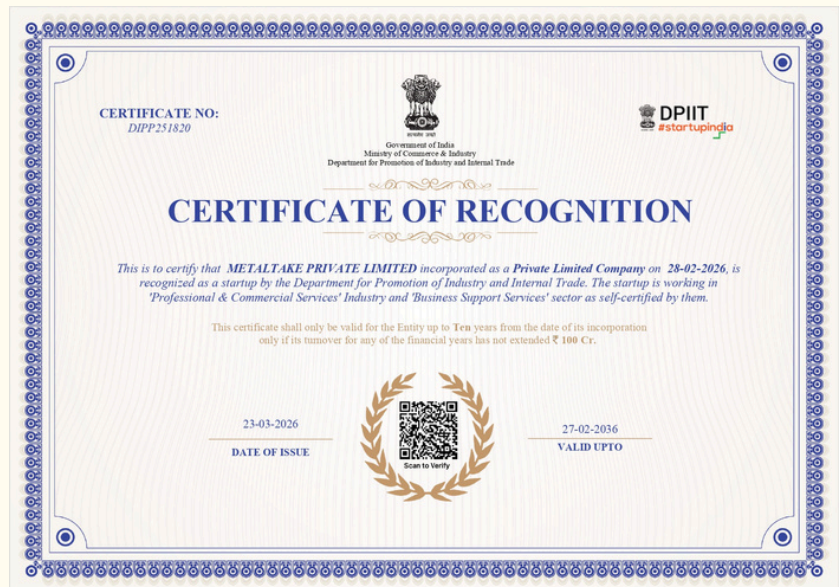 CERTIFICATE NO:
DIPP251820
सत्यमेव जयते
DPIIT
#startupindia
Government of India
Ministry of Commerce & Industry
Department for Promotion of Industry and Internal Trade
CERTIFICATE OF RECOGNITION
This is to certify that METALTAKE PRIVATE LIMITED incorporated as a Private Limited Company on 28-02-2026, is
recognized as a startup by the Department for Promotion of Industry and Internal Trade. The startup is working in
'Professional & Commercial Services' Industry and 'Business Support Services' sector as self-certified by them.
This certificate shall only be valid for the Entity up to Ten years from the date of its incorporation
only if its turnover for any of the financial years has not extended ₹ 100 Cr.
23-03-2026
DATE OF ISSUE
Scan to Verify
27-02-2036
VALID UPTO